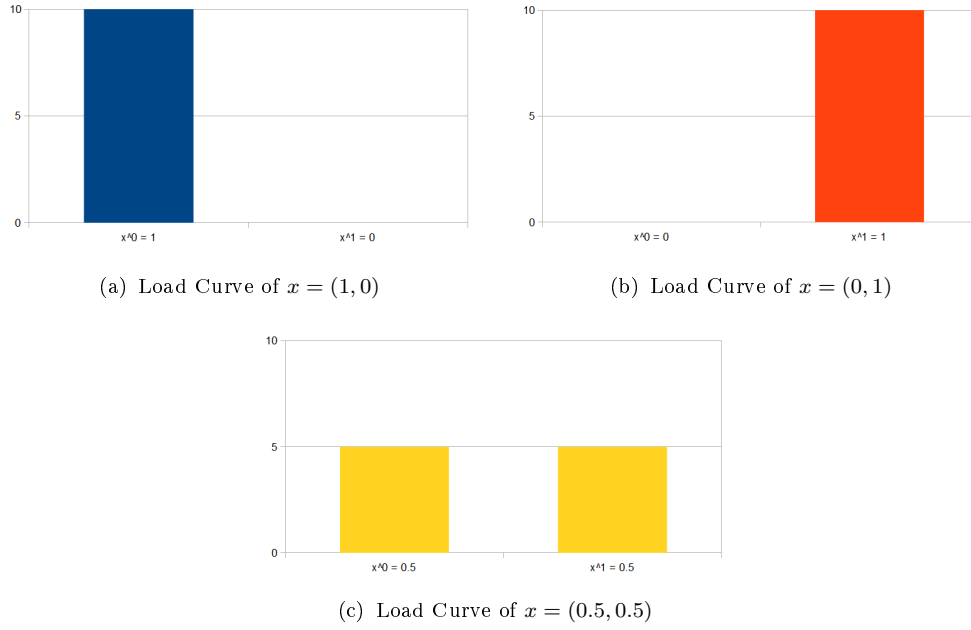 10
5
0
x^0 = 1 x^1 = 0
(a) Load Curve of x = (1, 0)
10
5
0
x^0 = 0 x^1 = 1
(b) Load Curve of x = (0, 1)
10
5
0
x^0 = 0.5 x^1 = 0.5
(c) Load Curve of x = (0.5, 0.5)